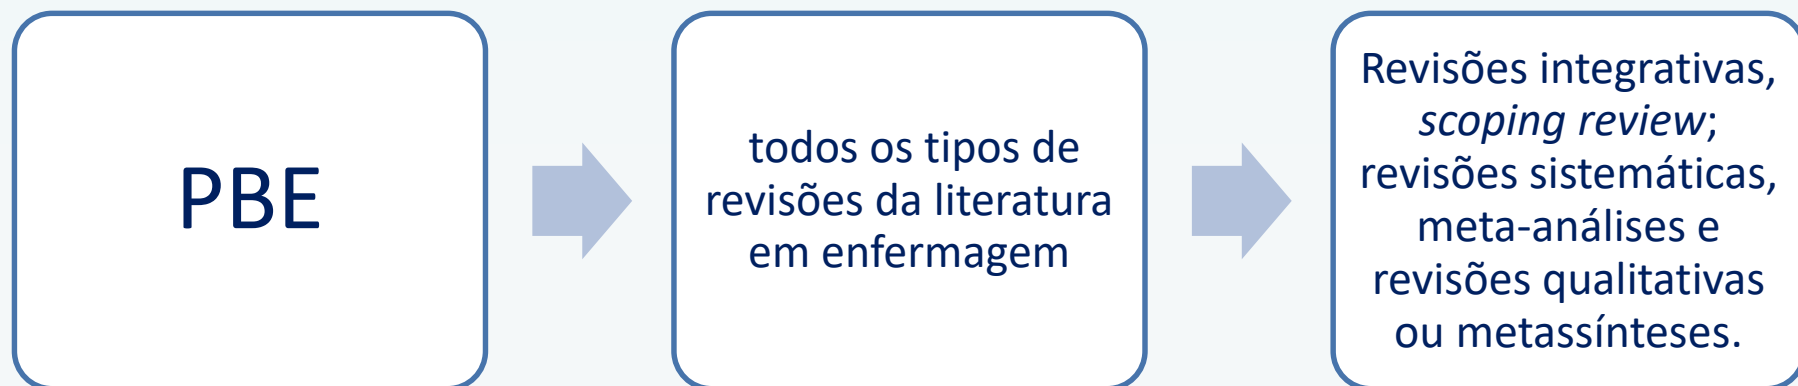 PBE
todos os tipos de
revisões da literatura
em enfermagem
Revisões integrativas,
scoping review;
revisões sistemáticas,
meta-análises e
revisões qualitativas
ou metassínteses.